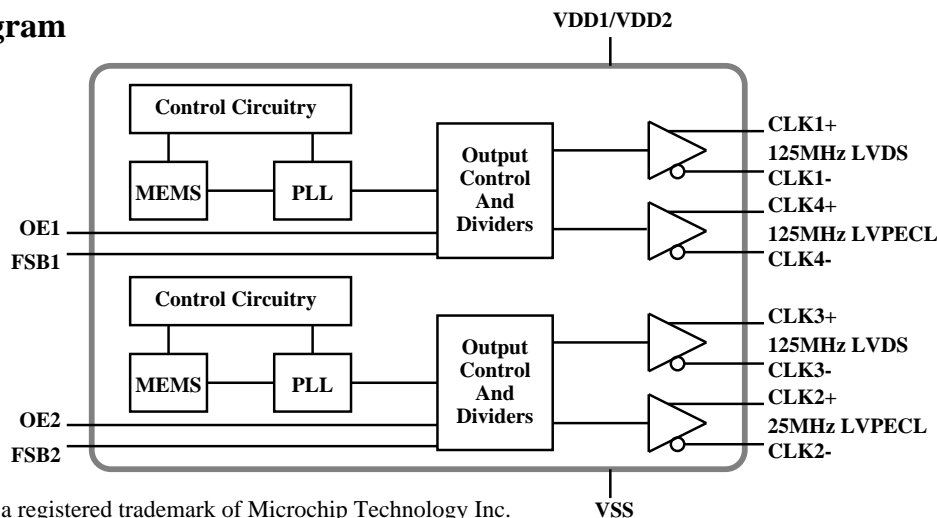 gram
VDD1/VDD2
Control Circuitry
MEMS
PLL
Output
Control
And
Dividers
CLK1+
125MHz LVDS
CLK1-
CLK4+
125MHz LVPECL
CLK4-
OE1
FSB1
Control Circuitry
MEMS
PLL
Output
Control
And
Dividers
CLK3+
125MHz LVDS
CLK3-
CLK2+
25MHz LVPECL
CLK2-
OE2
FSB2
VSS
a registered trademark of Microchip Technology Inc.